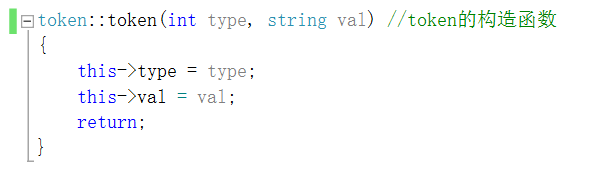 token::token(int type, string val) //token的构造函数
{
this->type = type;
this->val = val;
return;
}